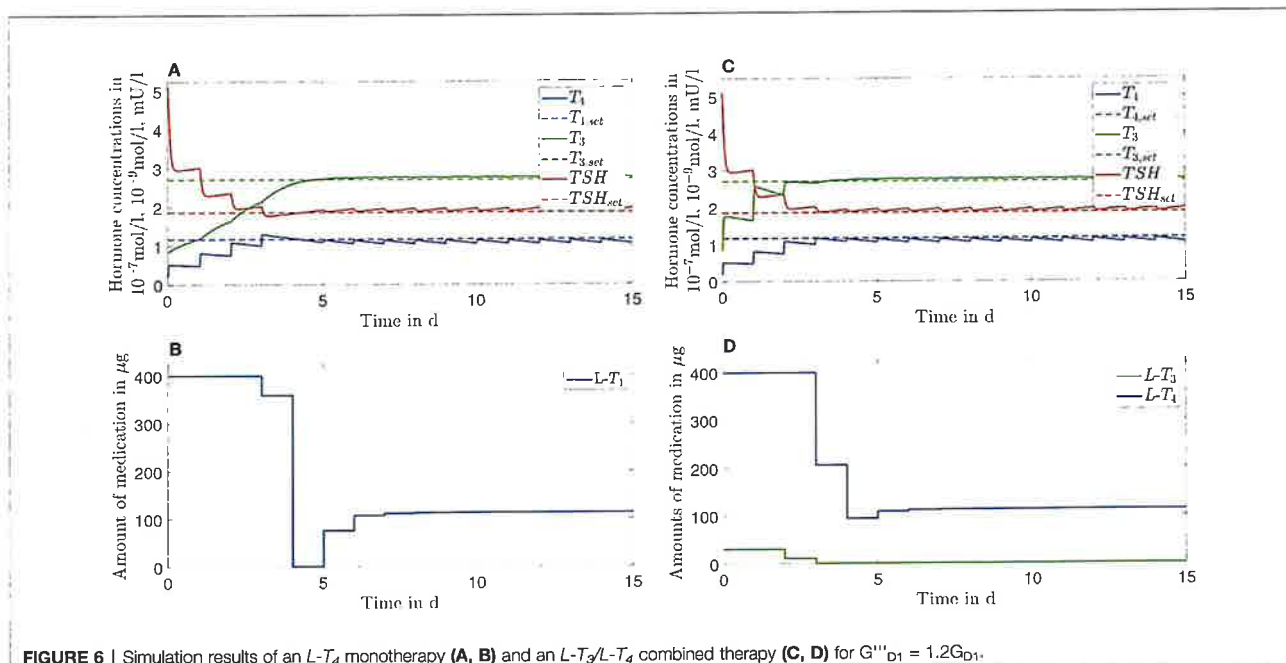 A
Hormone concentrations in
10⁻⁷mol/l, 10⁻⁹mol/l, mU/l
5
4
3
2
1
0
T₄
T₄,set
T₃
T₃,set
TSH
TSHset
0 5 10 15
Time in d
B
Amount of medication in µg
400
300
200
100
0
L-T₄
0 5 10 15
Time in d
C
Hormone concentrations in
10⁻⁷mol/l, 10⁻⁹mol/l, mU/l
5
4
3
2
1
0
T₄
T₄,set
T₃
T₃,set
TSH
TSHset
0 5 10 15
Time in d
D
Amounts of medication in µg
400
300
200
100
0
L-T₃
L-T₄
0 5 10 15
Time in d
FIGURE 6 | Simulation results of an L-T₄ monotherapy (A, B) and an L-T₃/L-T₄ combined therapy (C, D) for G'''D1 = 1.2GD1.